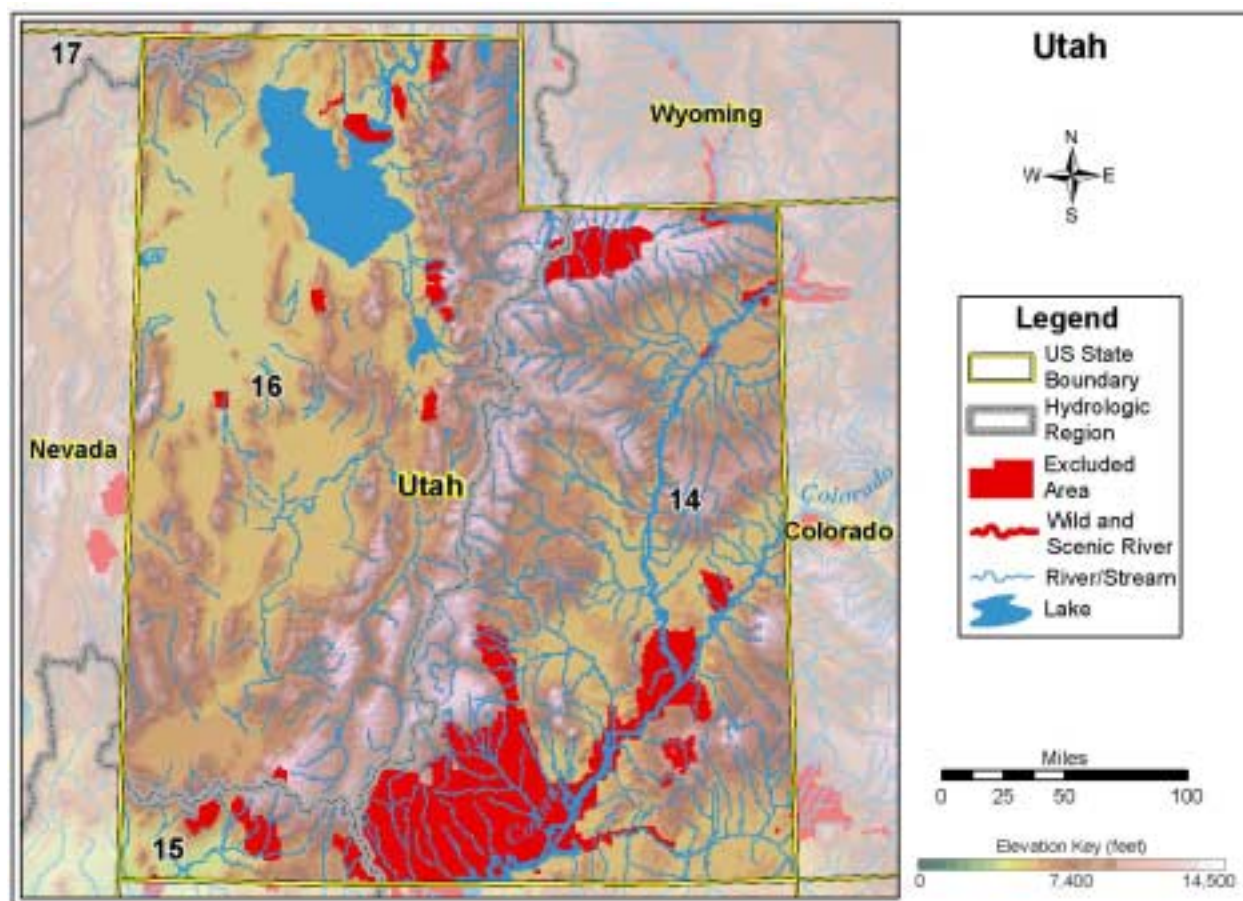 17
Wyoming
16
Nevada
Utah
14
Colorado
Colorado
15
Utah
N
W E
S
Legend
US State
Boundary
Hydrologic
Region
Excluded
Area
Wild and
Scenic River
River/Stream
Lake
Miles
0 25 50 100
Elevation Key (feet)
0 7,400 14,500